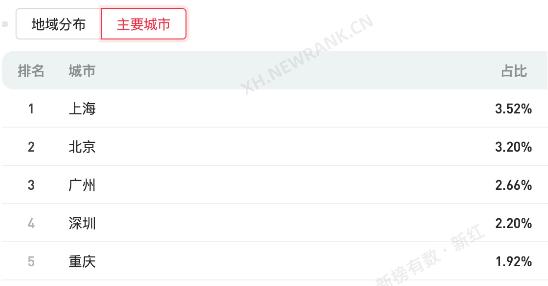 地域分布 主要城市
排名 城市 占比
1 上海 3.52%
2 北京 3.20%
3 广州 2.66%
4 深圳 2.20%
5 重庆 1.92%
XH.NEWRANK.CN
新榜有数·新红